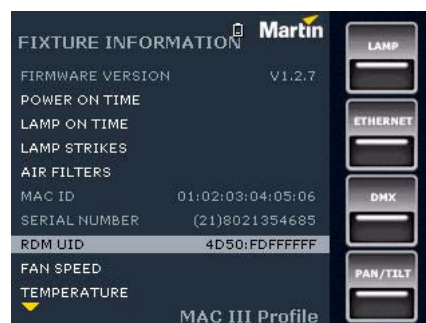 Martin
FIXTURE INFORMATION
FIRMWARE VERSION V1.2.7
POWER ON TIME
LAMP ON TIME
LAMP STRIKES
AIR FILTERS
MAC ID 01:02:03:04:05:06
SERIAL NUMBER (21)8021354685
RDM UID 4D50:FDFFFFFF
FAN SPEED
TEMPERATURE
MAC III Profile
LAMP
ETHERNET
DMX
PAN/TILT